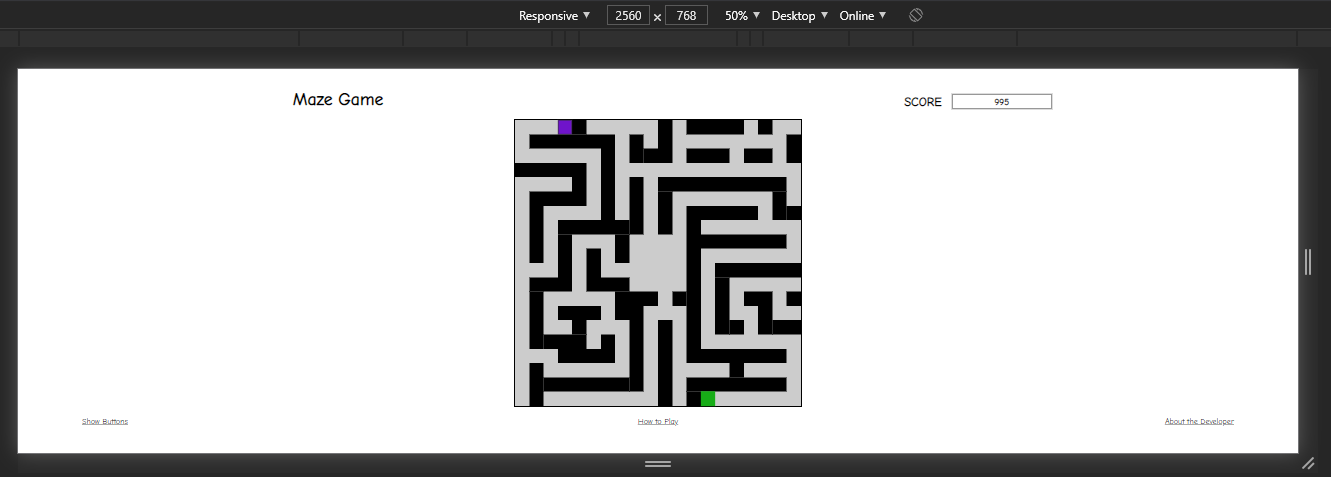 Responsive ▼ 2560 × 768 50% ▼ Desktop ▼ Online ▼
Maze Game
SCORE 995
Show Buttons How to Play About the Developer